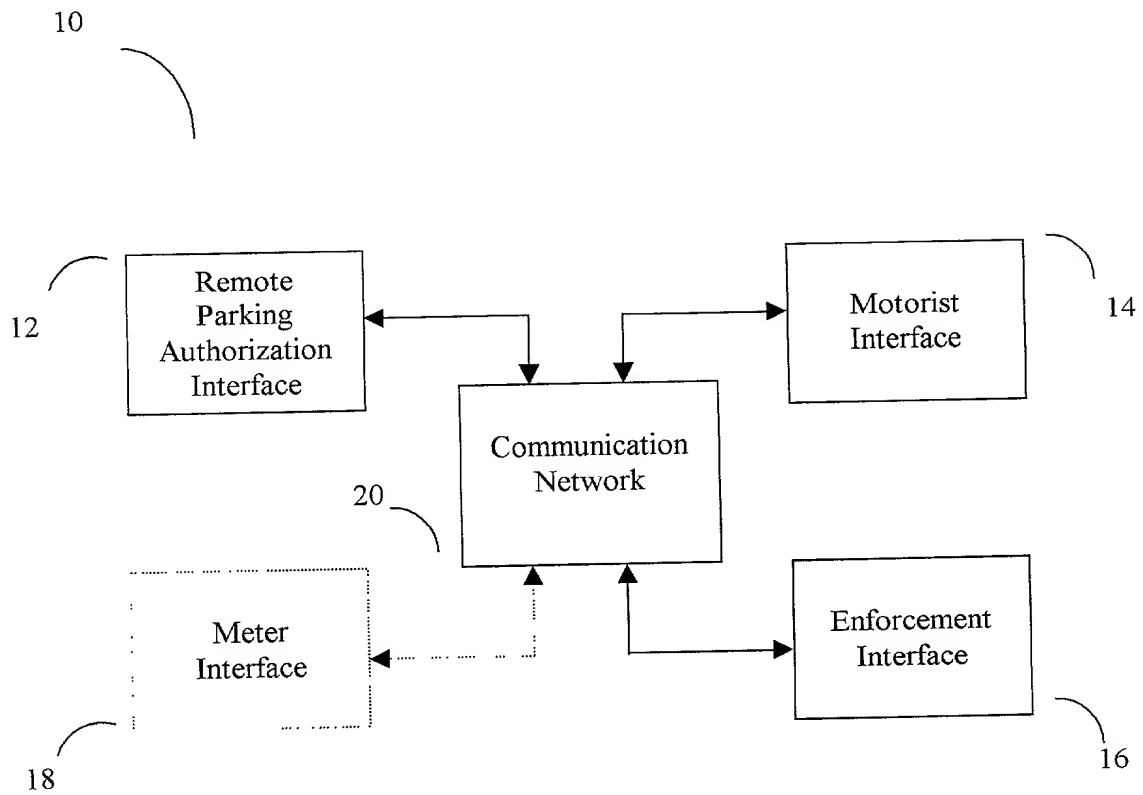 10
12
Remote
Parking
Authorization
Interface
Motorist
Interface
14
Communication
Network
20
Meter
Interface
18
Enforcement
Interface
16